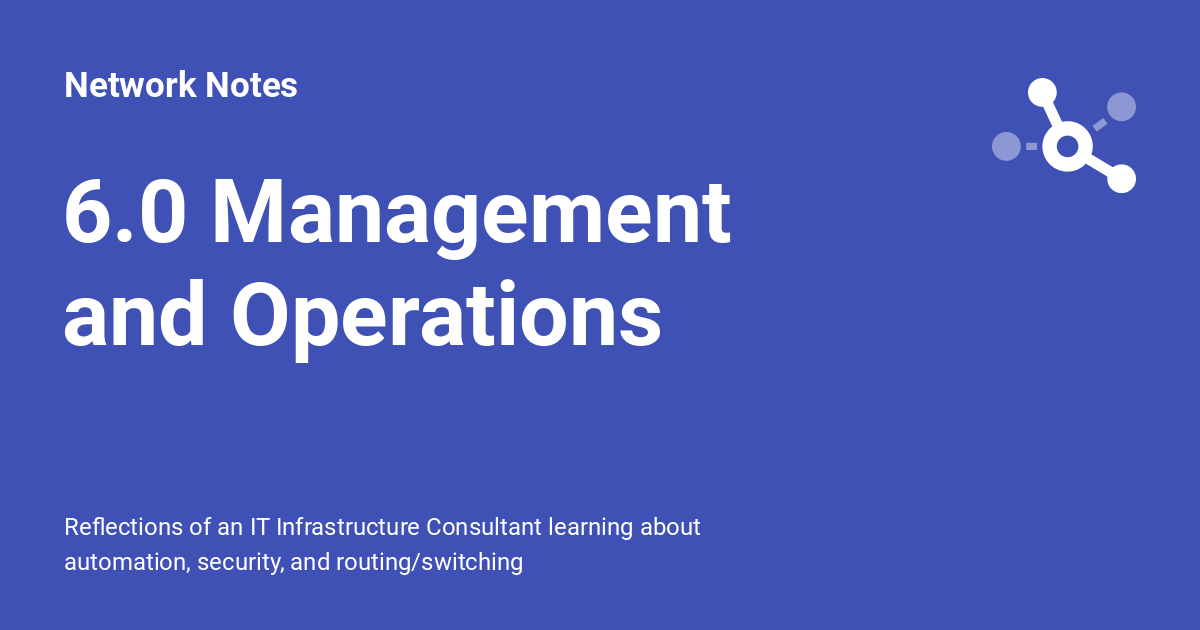 Network Notes
6.0 Management
and Operations
Reflections of an IT Infrastructure Consultant learning about
automation, security, and routing/switching